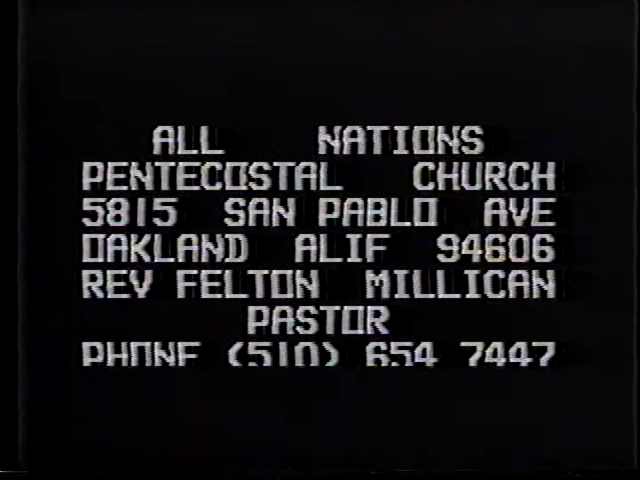 ALL NATIONS
PENTECOSTAL CHURCH
5815 SAN PABLO AVE
OAKLAND ALIF 94606
REV FELTON MILLICAN
PASTOR
PHONE (510) 654 7447